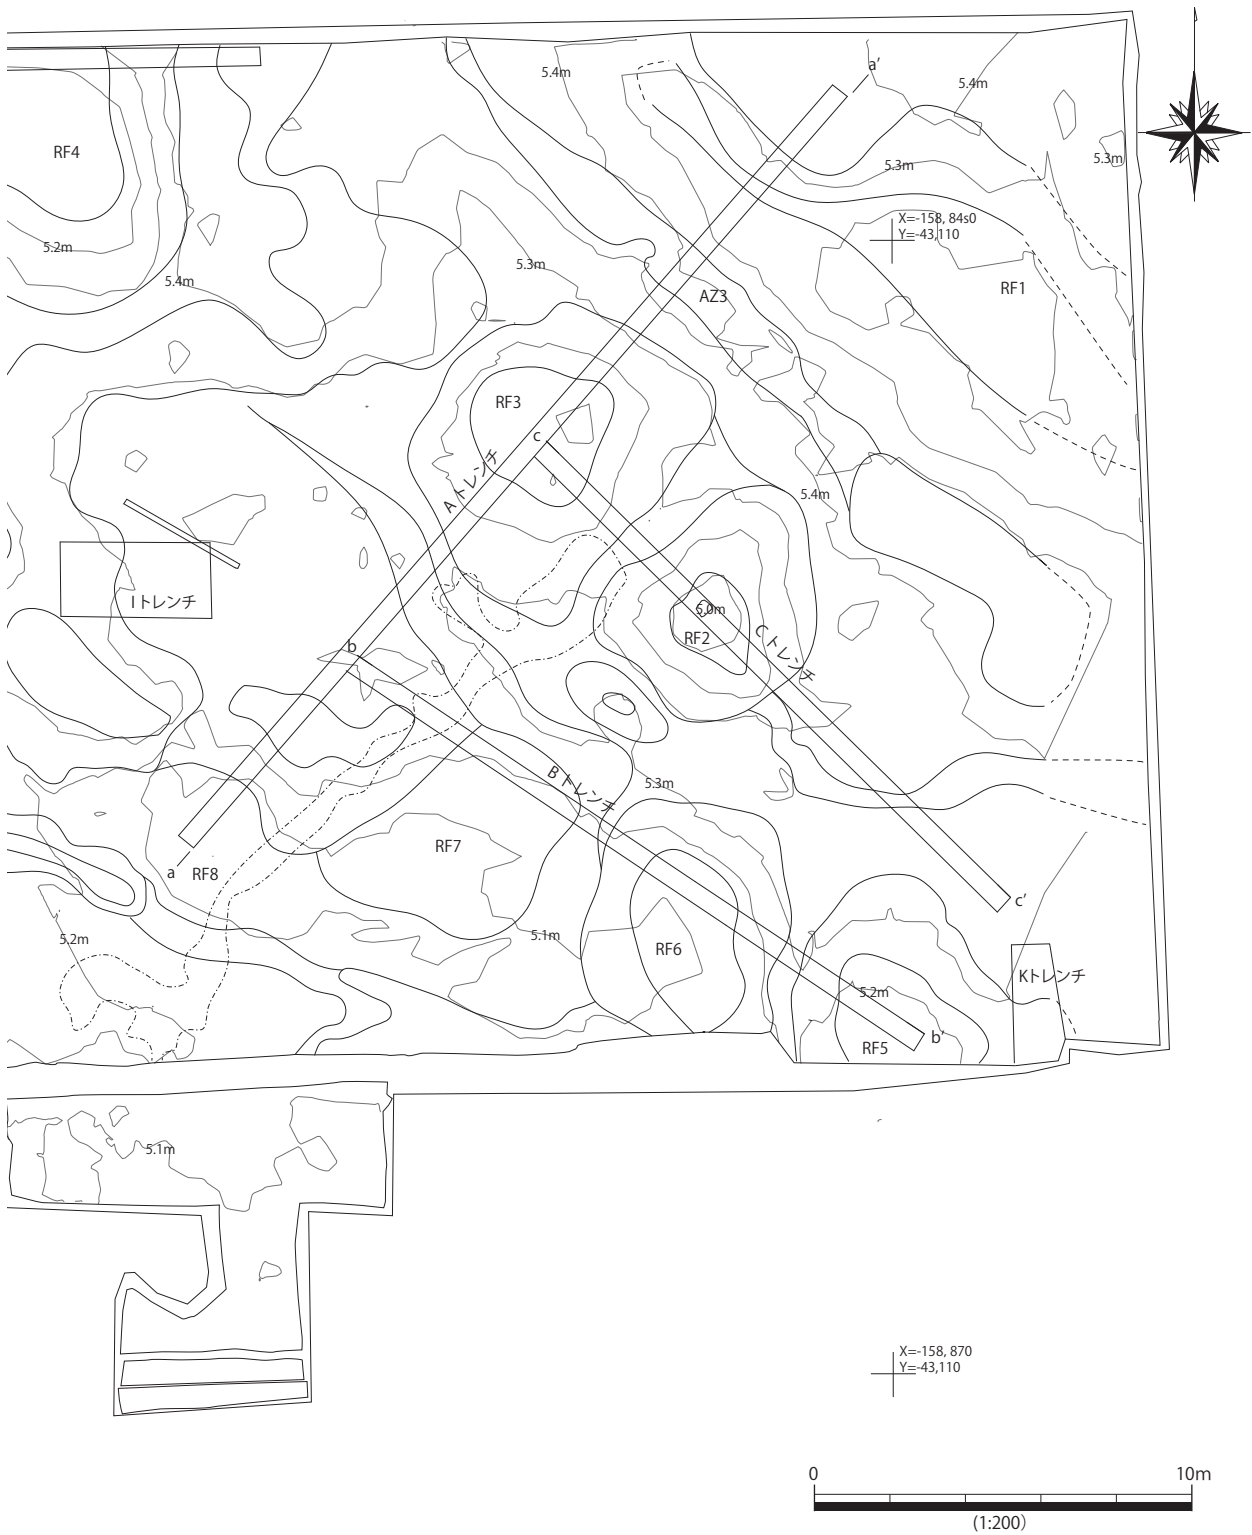 a’
5.4m
5.4m
RF4
5.3m
5.3m
X=-158, 84s0
Y=-43,110
5.2m
5.3m
5.4m
RF1
AZ3
RF3
c
Aトレンチ
5.4m
Iトレンチ
5.0m
RF2
Cトレンチ
b
Bトレンチ
5.3m
RF7
a
RF8
c’
5.2m
5.1m
RF6
Kトレンチ
5.2m
b’
RF5
5.1m
X=-158, 870
Y=-43,110
0
10m
(1:200)